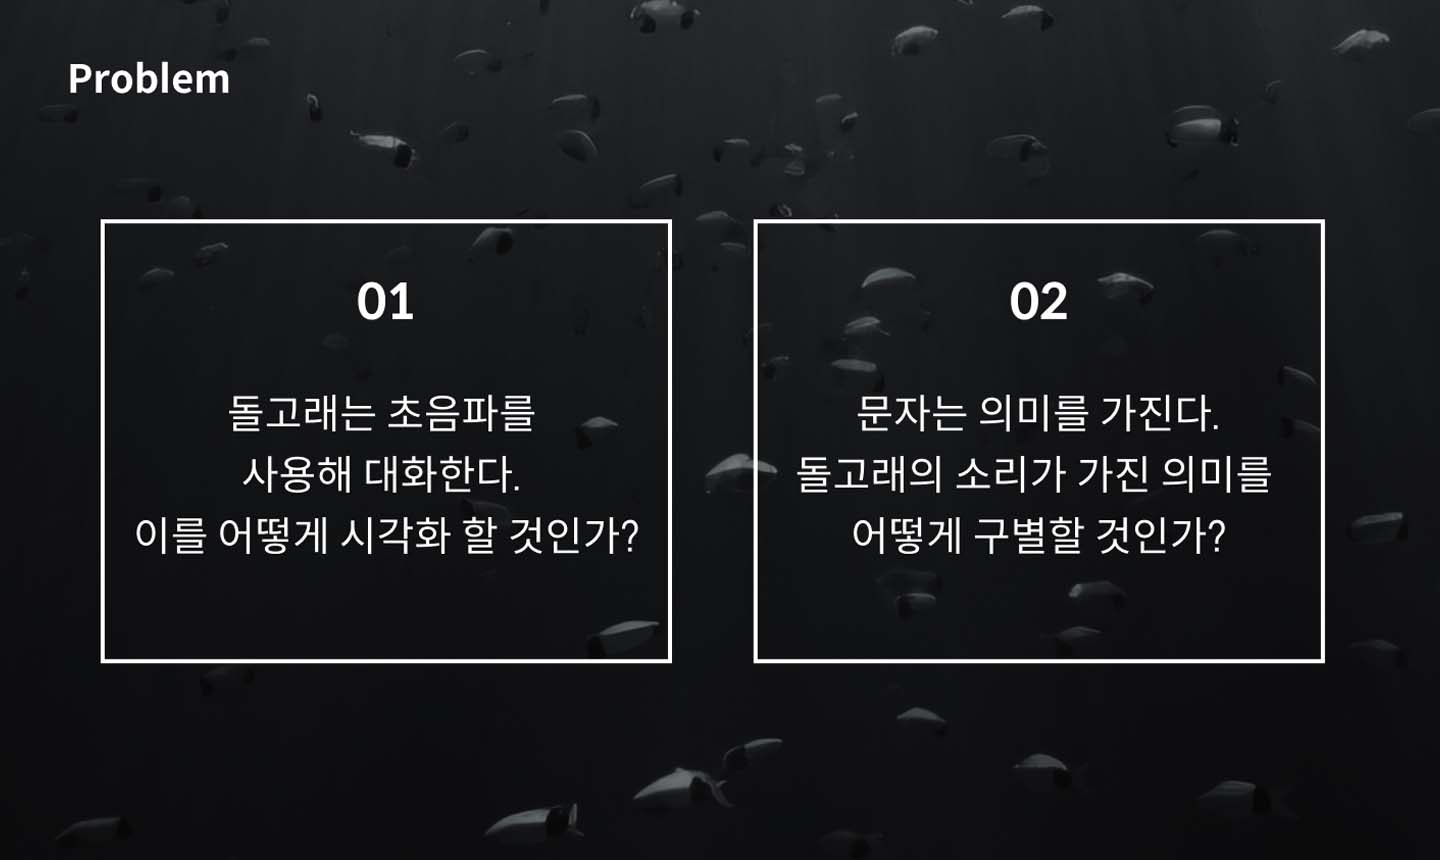 Problem
01
돌고래는 초음파를
사용해 대화한다.
이를 어떻게 시각화 할 것인가?
02
문자는 의미를 가진다.
돌고래의 소리가 가진 의미를
어떻게 구별할 것인가?